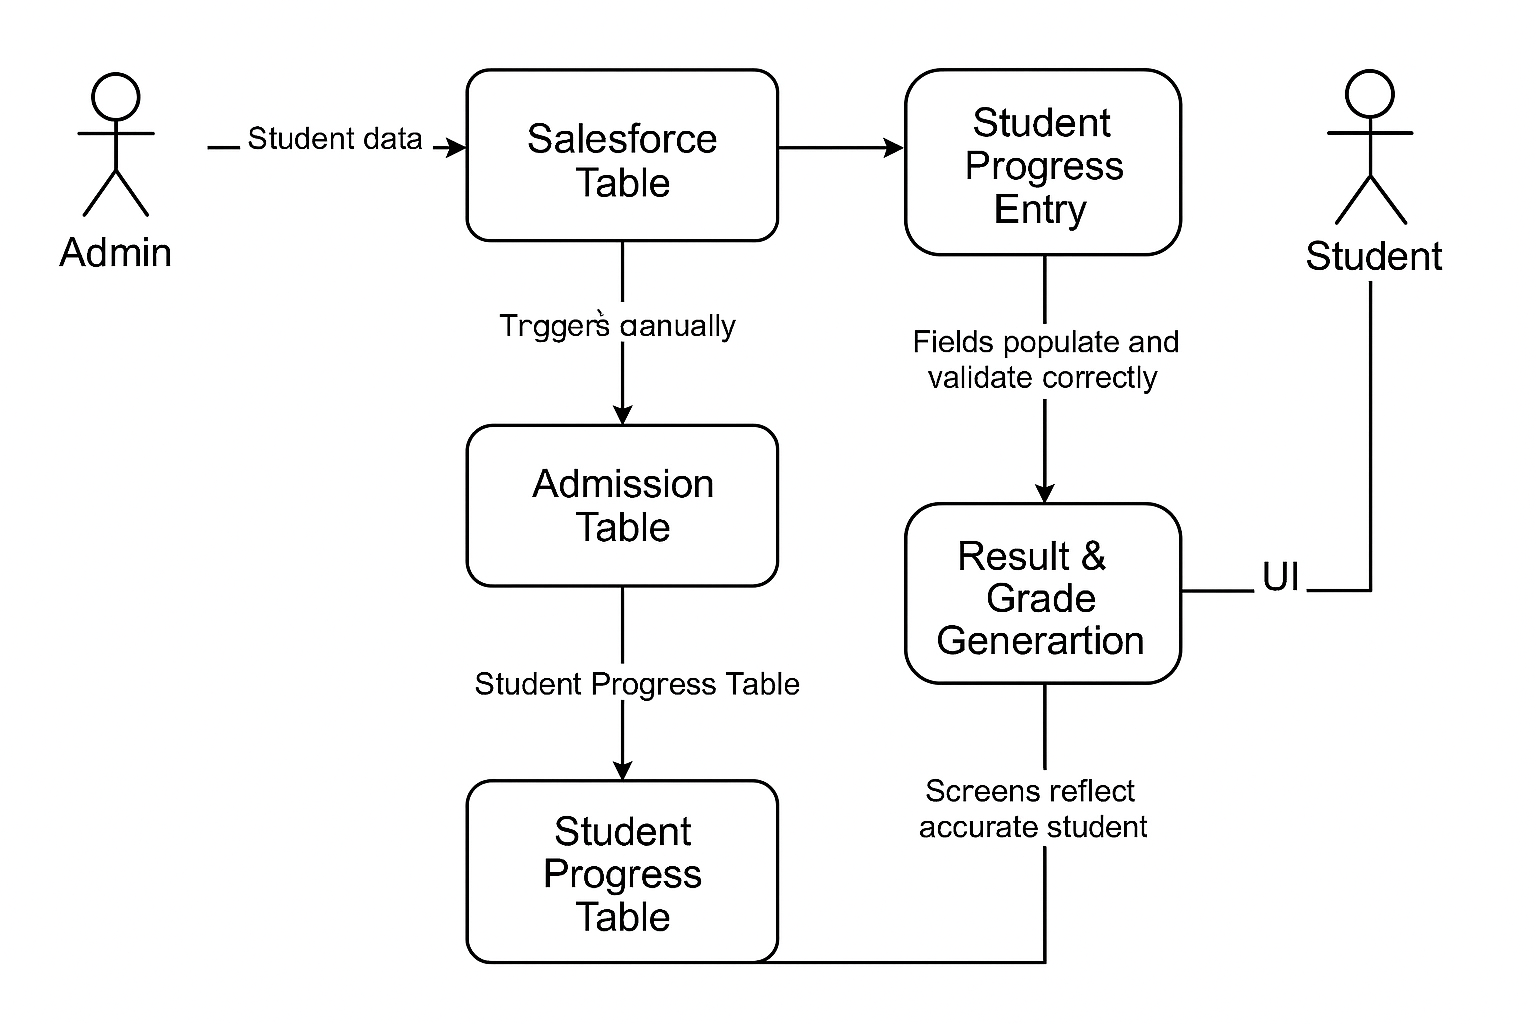 Admin
Student data
Salesforce
Table
Student
Progress
Entry
Student
Trggers
Fields populate and
validate correctly
Admission
Table
Result &
Grade
Generartion
UI
Student Progress Table
Screens reflect
accurate student
Student
Progress
Table